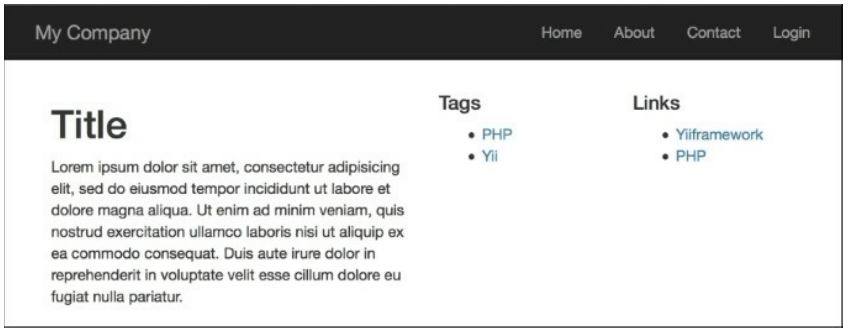 My Company
Home About Contact Login
Title
Lorem ipsum dolor sit amet, consectetur adipisicing
elit, sed do eiusmod tempor incididunt ut labore et
dolore magna aliqua. Ut enim ad minim veniam, quis
nostrud exercitation ullamco laboris nisi ut aliquip ex
ea commodo consequat. Duis aute irure dolor in
reprehenderit in voluptate velit esse cillum dolore eu
fugiat nulla pariatur.
Tags
PHP
Yii
Links
Yiiframework
PHP